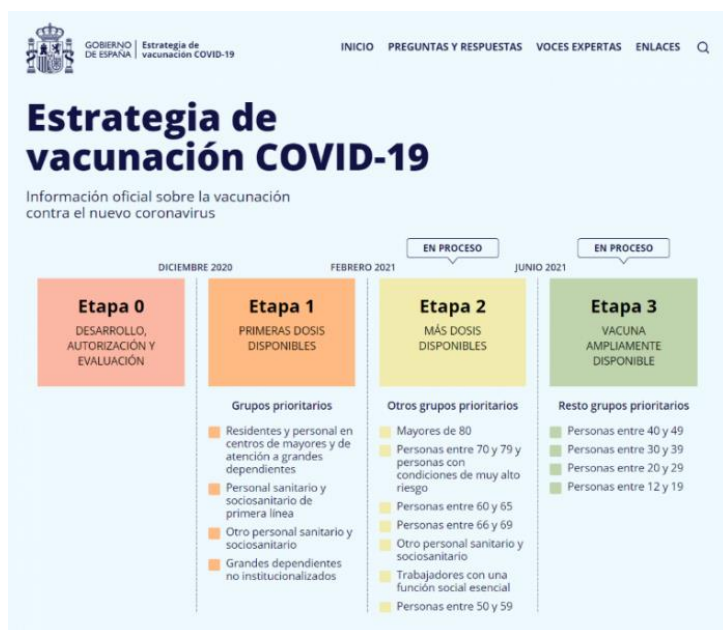 GOBIERNO DE ESPAÑA
Estrategia de vacunación COVID-19
INICIO PREGUNTAS Y RESPUESTAS VOCES EXPERTAS ENLACES
Estrategia de
vacunación COVID-19
Información oficial sobre la vacunación
contra el nuevo coronavirus
EN PROCESO EN PROCESO
DICIEMBRE 2020 FEBRERO 2021 JUNIO 2021
Etapa 0
DESARROLLO,
AUTORIZACIÓN Y
EVALUACIÓN
Etapa 1
PRIMERAS DOSIS
DISPONIBLES
Grupos prioritarios
Residentes y personal en
centros de mayores y de
atención a grandes
dependientes
Personal sanitario y
sociosanitario de
primera línea
Otro personal sanitario y
sociosanitario
Grandes dependientes
no institucionalizados
Etapa 2
MÁS DOSIS
DISPONIBLES
Otros grupos prioritarios
Mayores de 80
Personas entre 70 y 79 y
personas con
condiciones de muy alto
riesgo
Personas entre 60 y 65
Personas entre 66 y 69
Otro personal sanitario y
sociosanitario
Trabajadores con una
función social esencial
Personas entre 50 y 59
Etapa 3
VACUNA
AMPLIAMENTE
DISPONIBLE
Resto grupos prioritarios
Personas entre 40 y 49
Personas entre 30 y 39
Personas entre 20 y 29
Personas entre 12 y 19